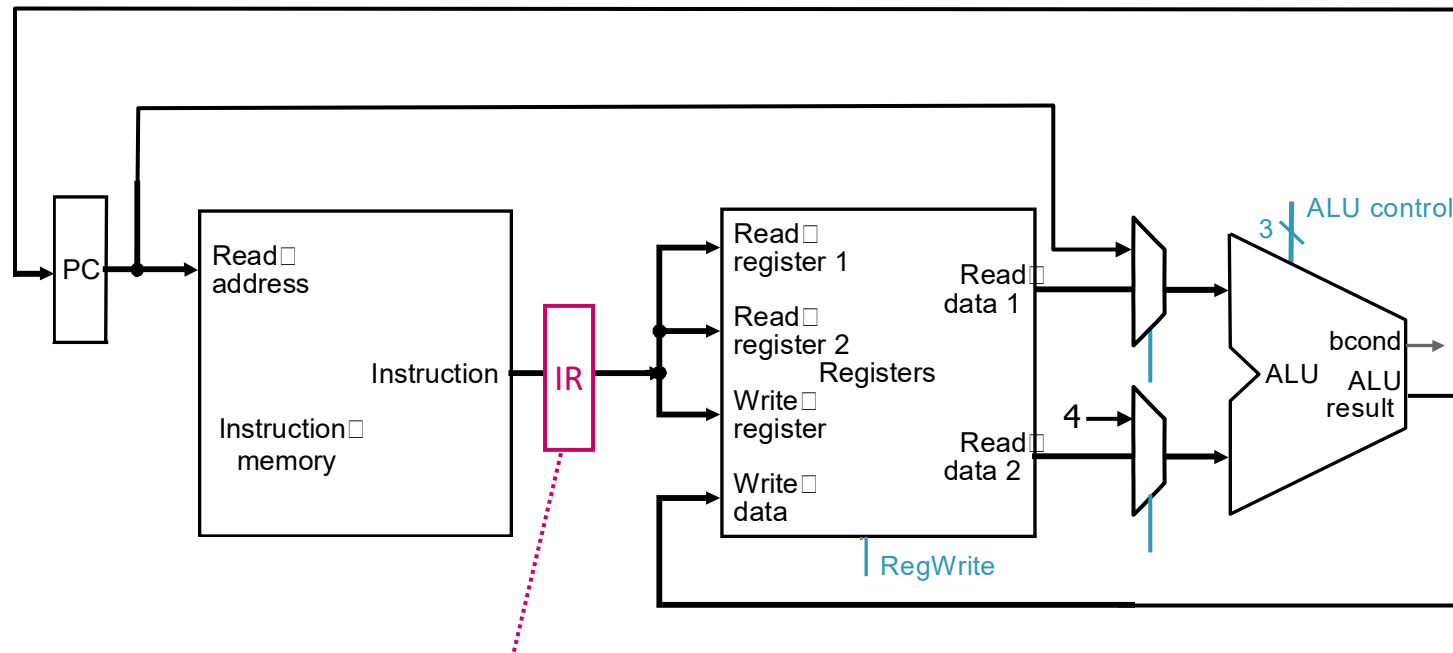 ALU control
3
PC
Read
address
Instruction
Instruction
memory
IR
Read
register 1
Read
register 2
Registers
Write
register
Write
data
Read
data 1
Read
data 2
RegWrite
4
bcond
ALU
ALU
result